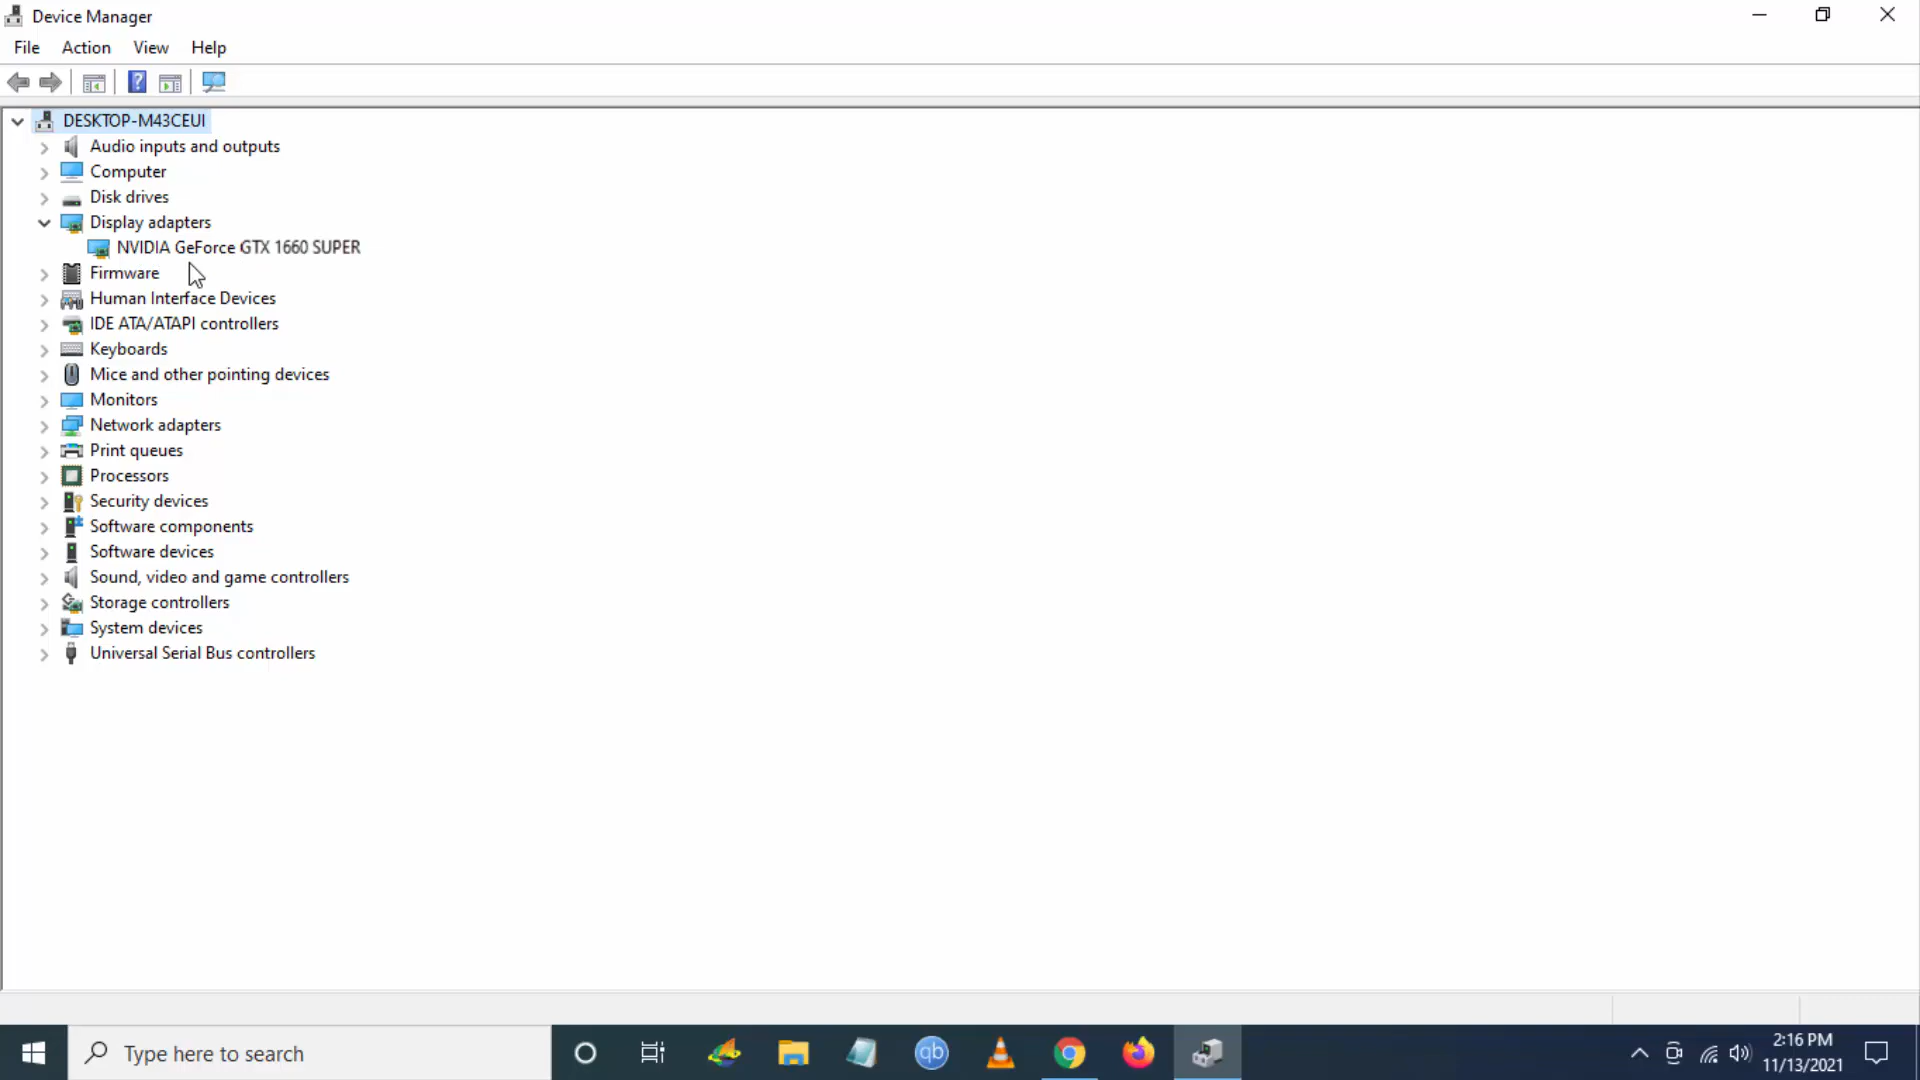 Device Manager
File Action View Help
DESKTOP-M43CEUI
Audio inputs and outputs
Computer
Disk drives
Display adapters
NVIDIA GeForce GTX 1660 SUPER
Firmware
Human Interface Devices
IDE ATA/ATAPI controllers
Keyboards
Mice and other pointing devices
Monitors
Network adapters
Print queues
Processors
Security devices
Software components
Software devices
Sound, video and game controllers
Storage controllers
System devices
Universal Serial Bus controllers
Type here to search
qb
2:16 PM
11/13/2021